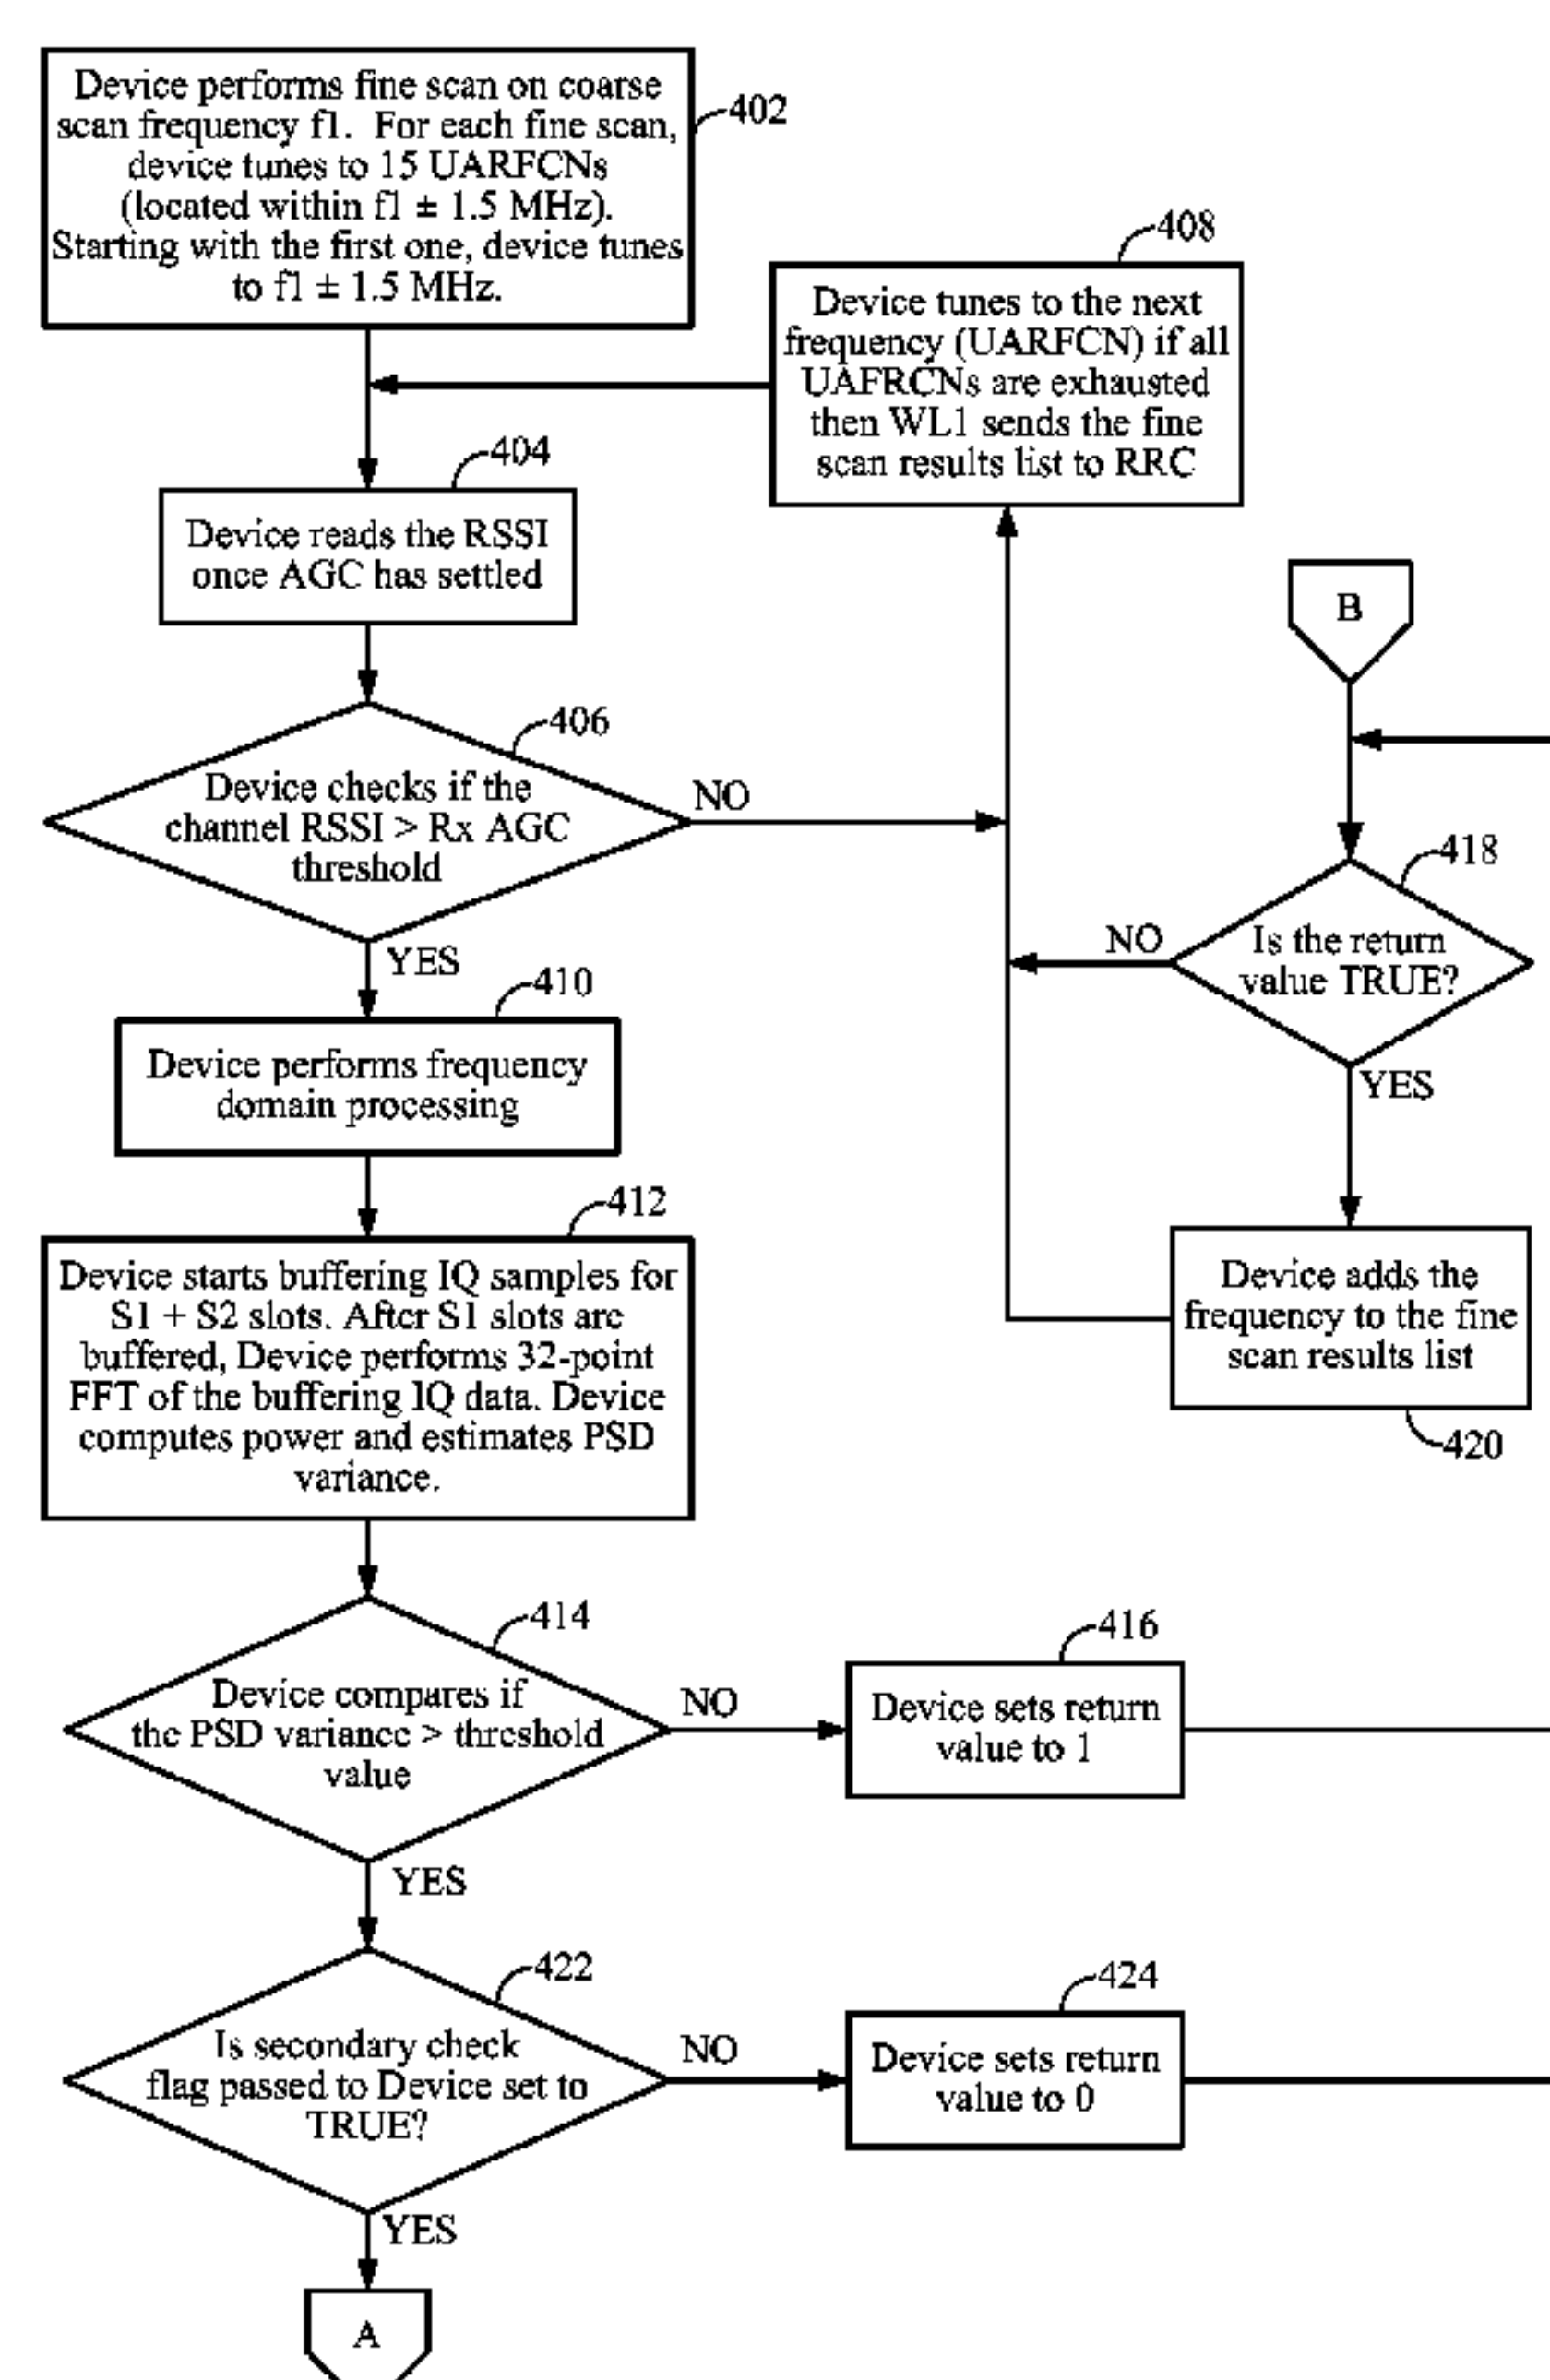 Device performs fine scan on coarse
scan frequency f1. For each fine scan,
device tunes to 15 UARFCNs
(located within f1 ± 1.5 MHz).
Starting with the first one, device tunes
to f1 ± 1.5 MHz.
402
408
Device tunes to the next
frequency (UARFCN) if all
UAFRCNs are exhausted
then WL1 sends the fine
scan results list to RRC
404
Device reads the RSSI
once AGC has settled
B
406
Device checks if the
channel RSSI > Rx AGC
threshold
NO
YES
418
Is the return
value TRUE?
NO
YES
410
Device performs frequency
domain processing
412
Device starts buffering IQ samples for
S1 + S2 slots. After S1 slots are
buffered, Device performs 32-point
FFT of the buffering IQ data. Device
computes power and estimates PSD
variance.
Device adds the
frequency to the fine
scan results list
420
414
Device compares if
the PSD variance > threshold
value
NO
YES
416
Device sets return
value to 1
422
Is secondary check
flag passed to Device set to
TRUE?
NO
YES
424
Device sets return
value to 0
A